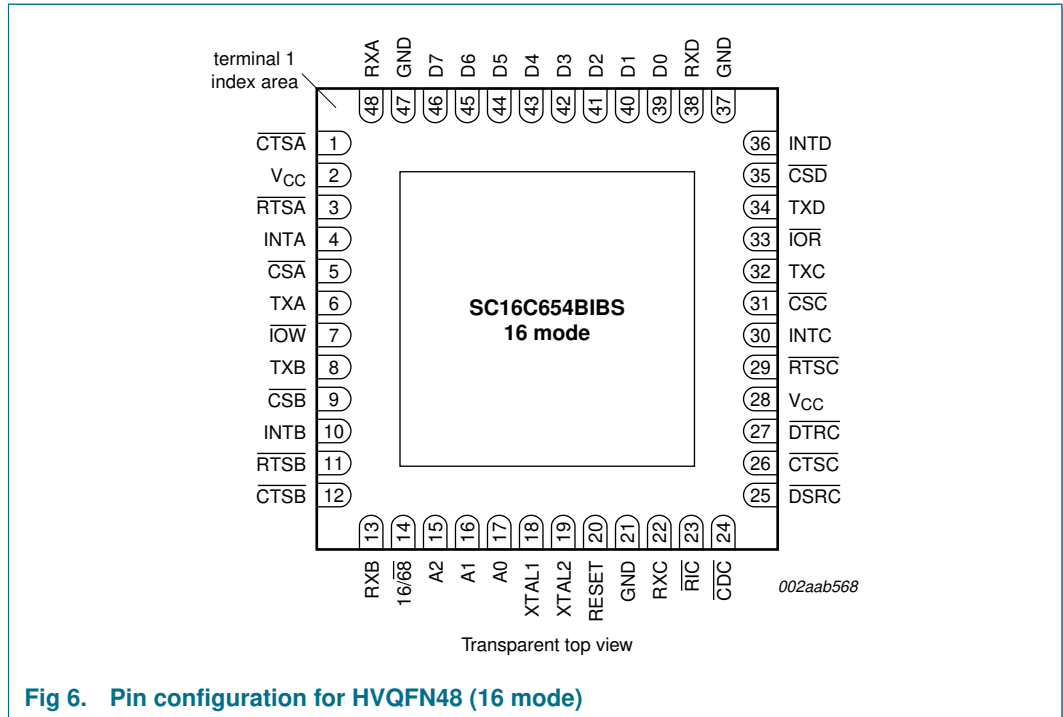 terminal 1
index area
RXA
GND
D7
D6
D5
D4
D3
D2
D1
D0
RXD
GND
48
47
46
45
44
43
42
41
40
39
38
37
CTSA 1
VCC 2
RTSA 3
INTA 4
CSA 5
TXA 6
IOW 7
TXB 8
CSB 9
INTB 10
RTSB 11
CTSB 12
SC16C654BIBS
16 mode
36 INTD
35 CSD
34 TXD
33 IOR
32 TXC
31 CSC
30 INTC
29 RTSC
28 VCC
27 DTRC
26 CTSC
25 DSRC
13
14
15
16
17
18
19
20
21
22
23
24
RXB
16/68
A2
A1
A0
XTAL1
XTAL2
RESET
GND
RXC
RIC
CDC
002aab568
Transparent top view
Fig 6. Pin configuration for HVQFN48 (16 mode)